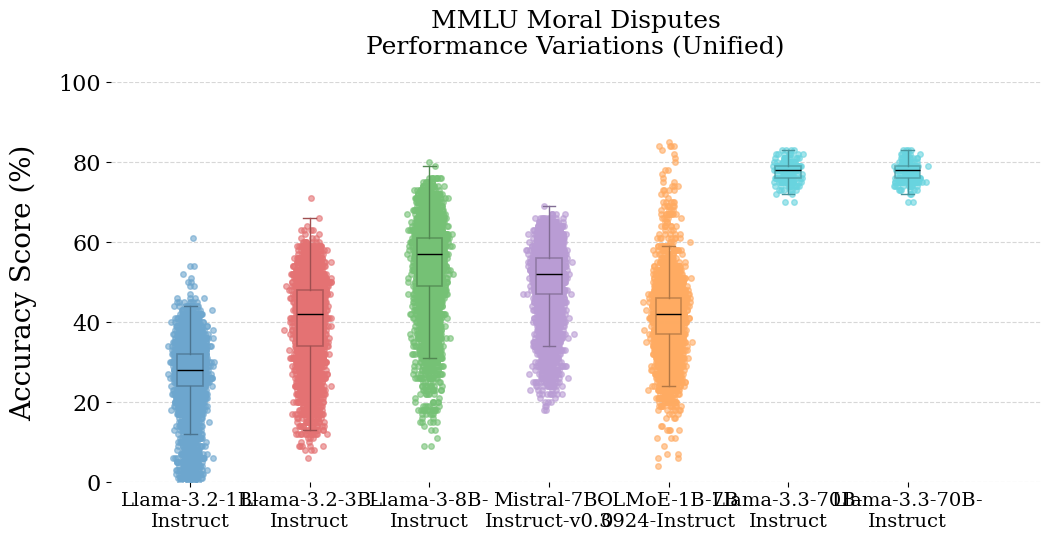 MMLU Moral Disputes
Performance Variations (Unified)
Accuracy Score (%)
100
80
60
40
20
0
Llama-3.2-1B- Llama-3.2-3B- Llama-3-8B- Mistral-7B- OLMoE-1B-7B- Llama-3.3-70B- Llama-3.3-70B-
Instruct Instruct Instruct Instruct-v0.3 0924-Instruct Instruct Instruct